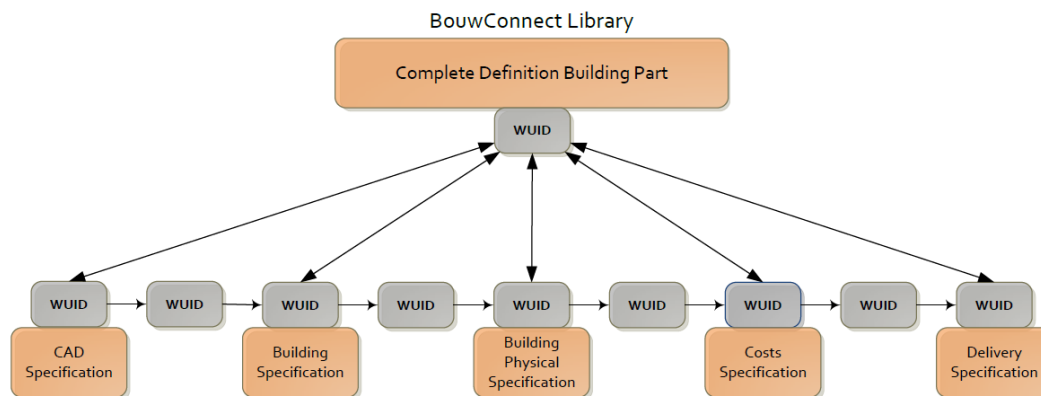 BouwConnect Library
Complete Definition Building Part
WUID
WUID
WUID
WUID
WUID
WUID
WUID
WUID
WUID
WUID
CAD
Specification
Building
Specification
Building
Physical
Specification
Costs
Specification
Delivery
Specification